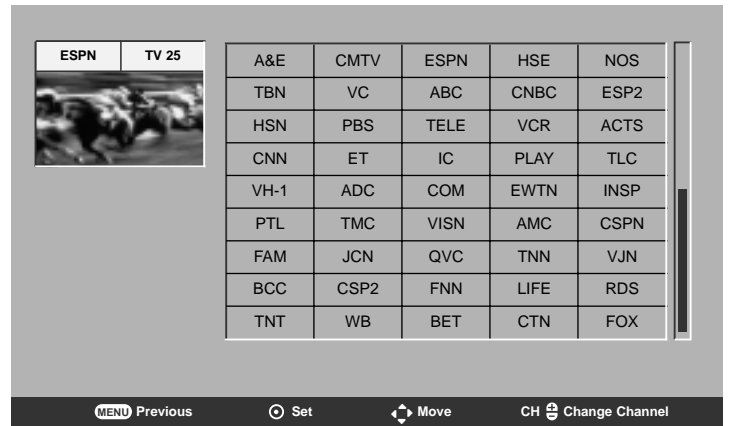 ESPN TV 25
A&E CMTV ESPN HSE NOS
TBN VC ABC CNBC ESP2
HSN PBS TELE VCR ACTS
CNN ET IC PLAY TLC
VH-1 ADC COM EWTN INSP
PTL TMC VISN AMC CSPN
FAM JCN QVC TNN VJN
BCC CSP2 FNN LIFE RDS
TNT WB BET CTN FOX
MENU Previous Set Move CH Change Channel